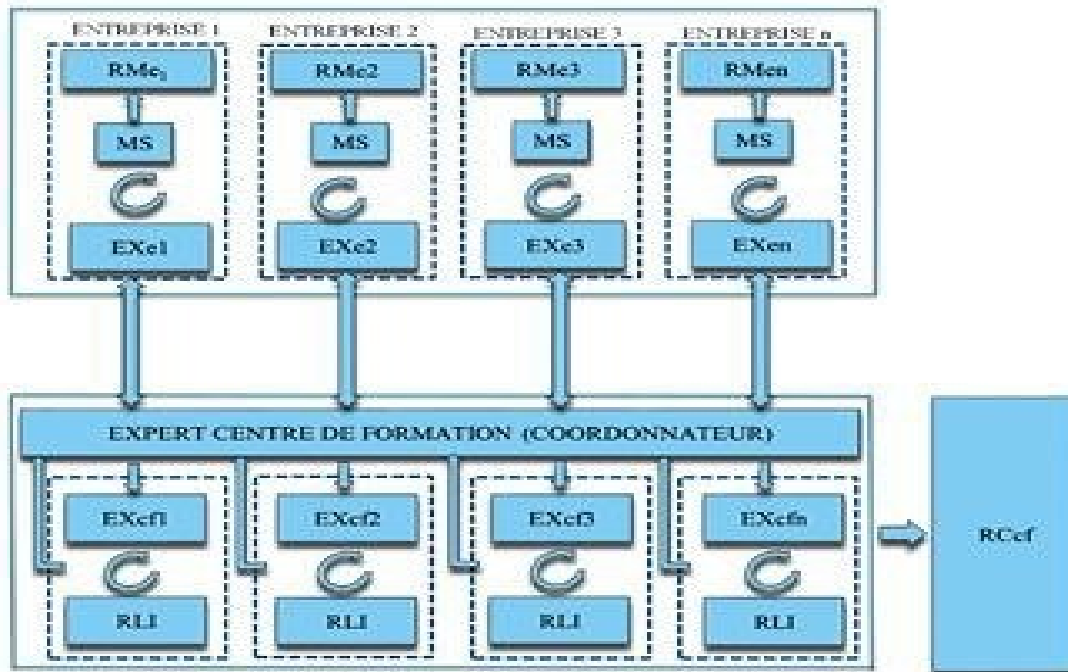 ENTREPRISE 1 ENTREPRISE 2 ENTREPRISE 3 ENTREPRISE n
RMe₁ RMe2 RMe3 RMen
MS MS MS MS
EXe1 EXe2 EXe3 EXen
EXPERT CENTRE DE FORMATION (COORDONNATEUR)
EXcf1 EXcf2 EXcf3 EXcfn
RCcf
RLI RLI RLI RLI